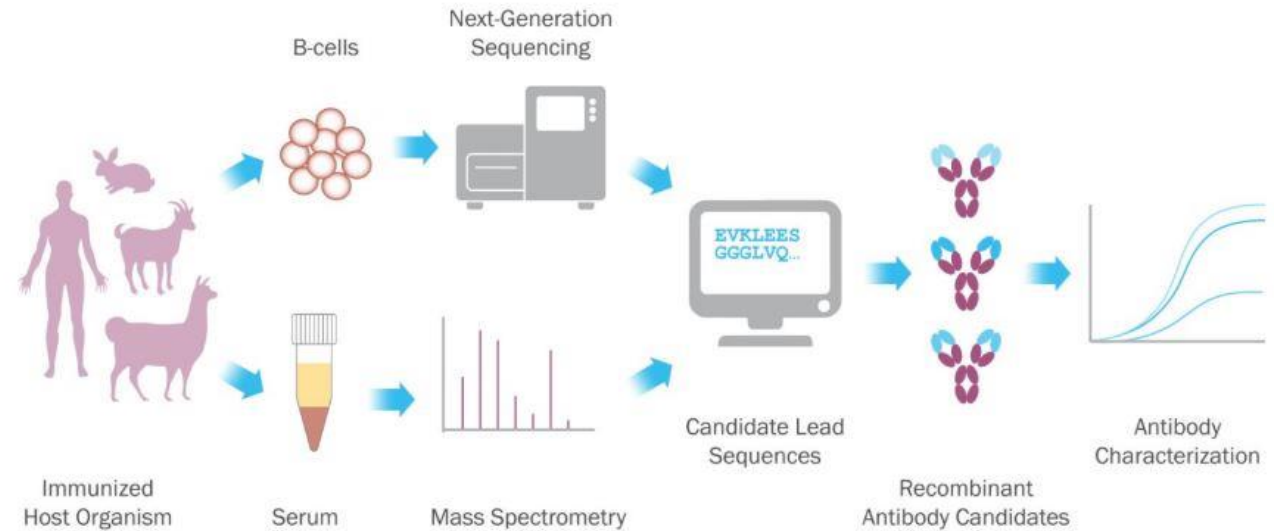 Next-Generation
Sequencing
B-cells
EVKLEES
GGGLVQ...
Candidate Lead
Sequences
Antibody
Characterization
Immunized
Host Organism
Serum
Mass Spectrometry
Recombinant
Antibody Candidates